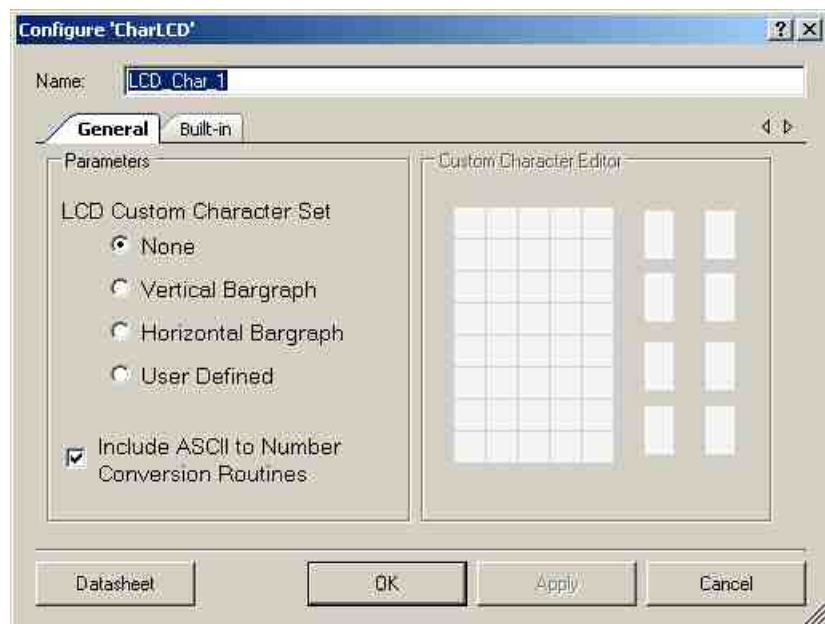 Configure 'CharLCD'
Name: LCD_Char_1
General Built-in
Parameters
LCD Custom Character Set
None
Vertical Bargraph
Horizontal Bargraph
User Defined
Include ASCII to Number
Conversion Routines
Custom Character Editor
Datasheet OK Apply Cancel